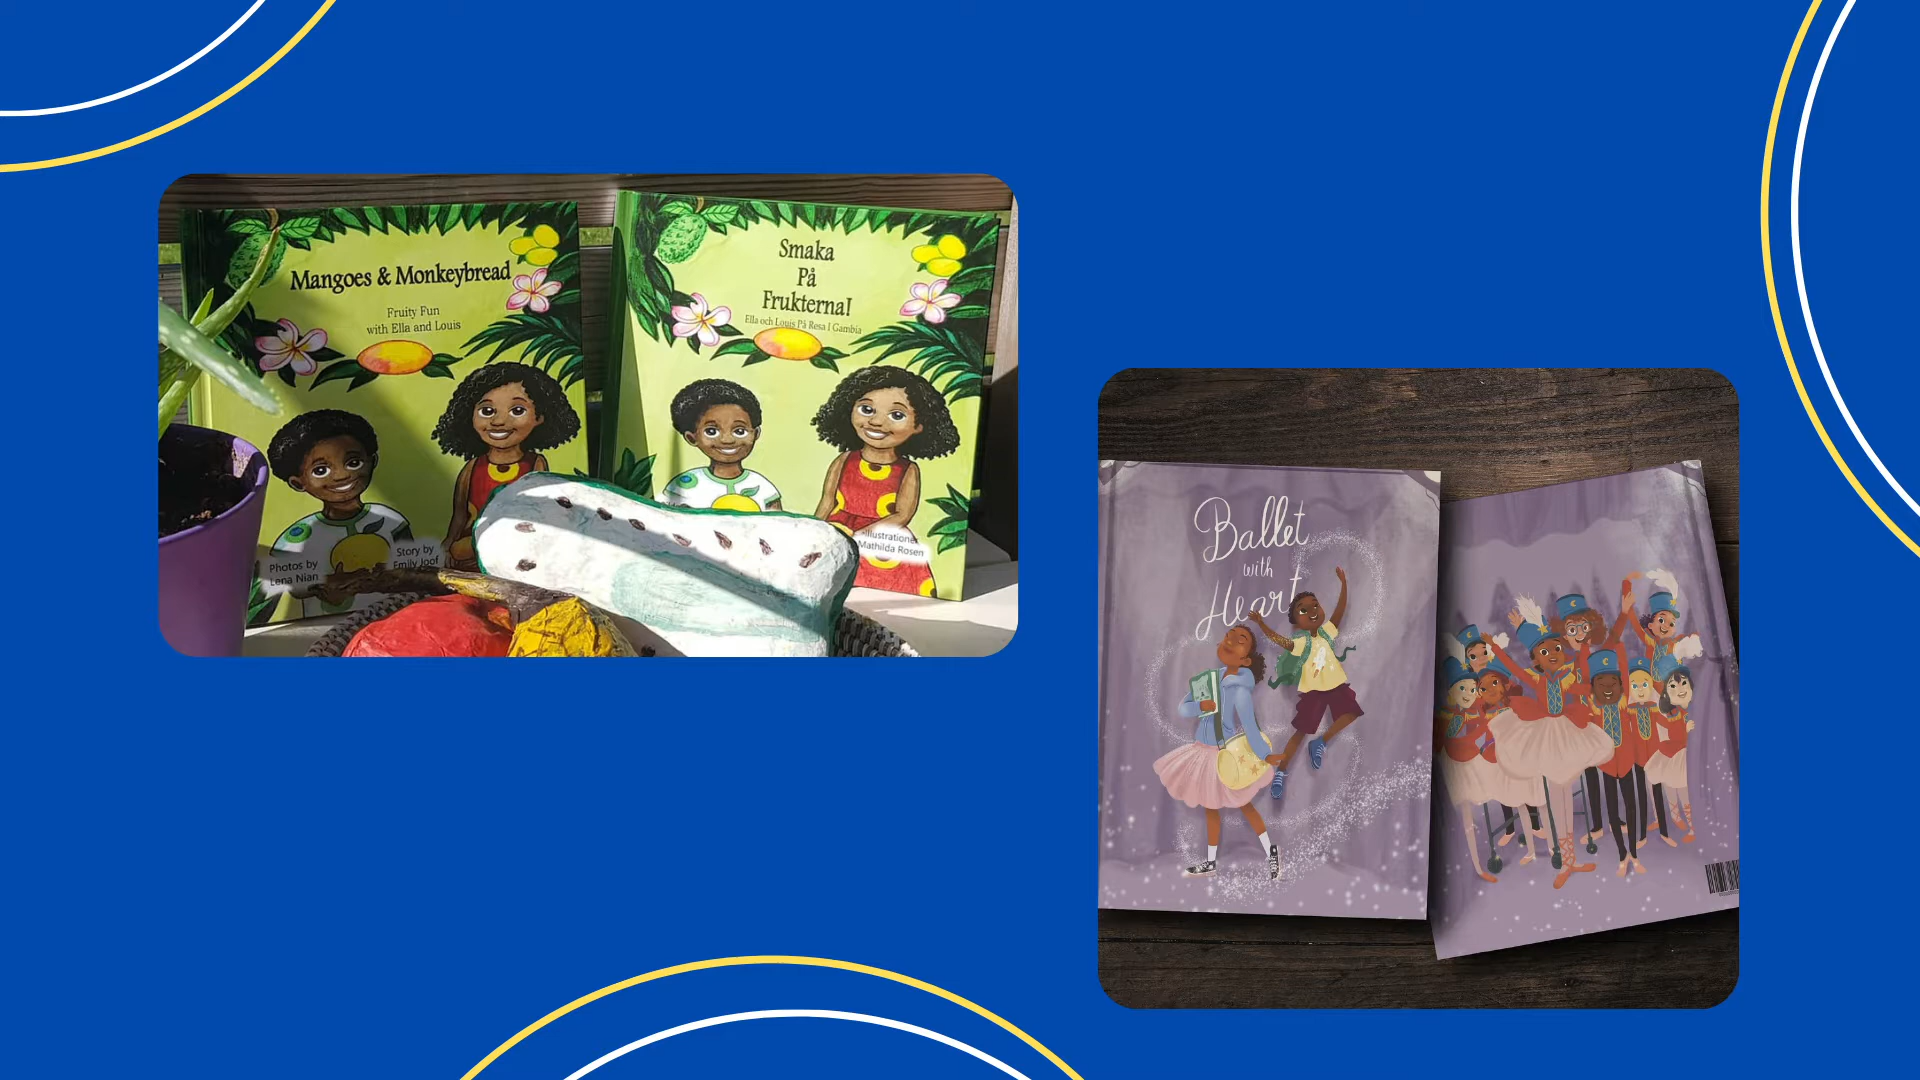 Mangoes & Monkeybread
Fruity Fun
with Ella and Louis
Photos by
Lena Nian
Story by
Emily Joof
Smaka
På
Frukterna!
Ella och Louis På Resa I Gambia
Illustrationer
Mathilda Rosen
Ballet
with
Heart